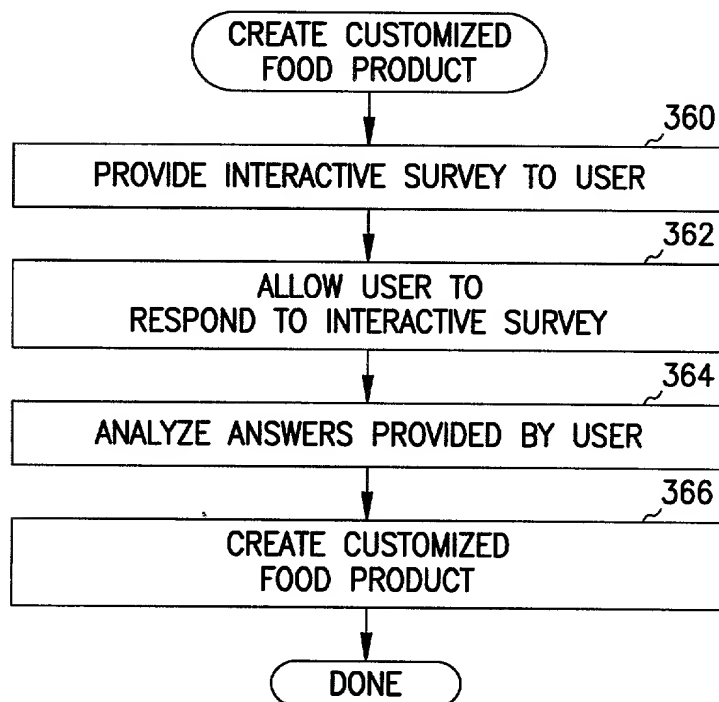 CREATE CUSTOMIZED
FOOD PRODUCT
360
PROVIDE INTERACTIVE SURVEY TO USER
362
ALLOW USER TO
RESPOND TO INTERACTIVE SURVEY
364
ANALYZE ANSWERS PROVIDED BY USER
366
CREATE CUSTOMIZED
FOOD PRODUCT
DONE